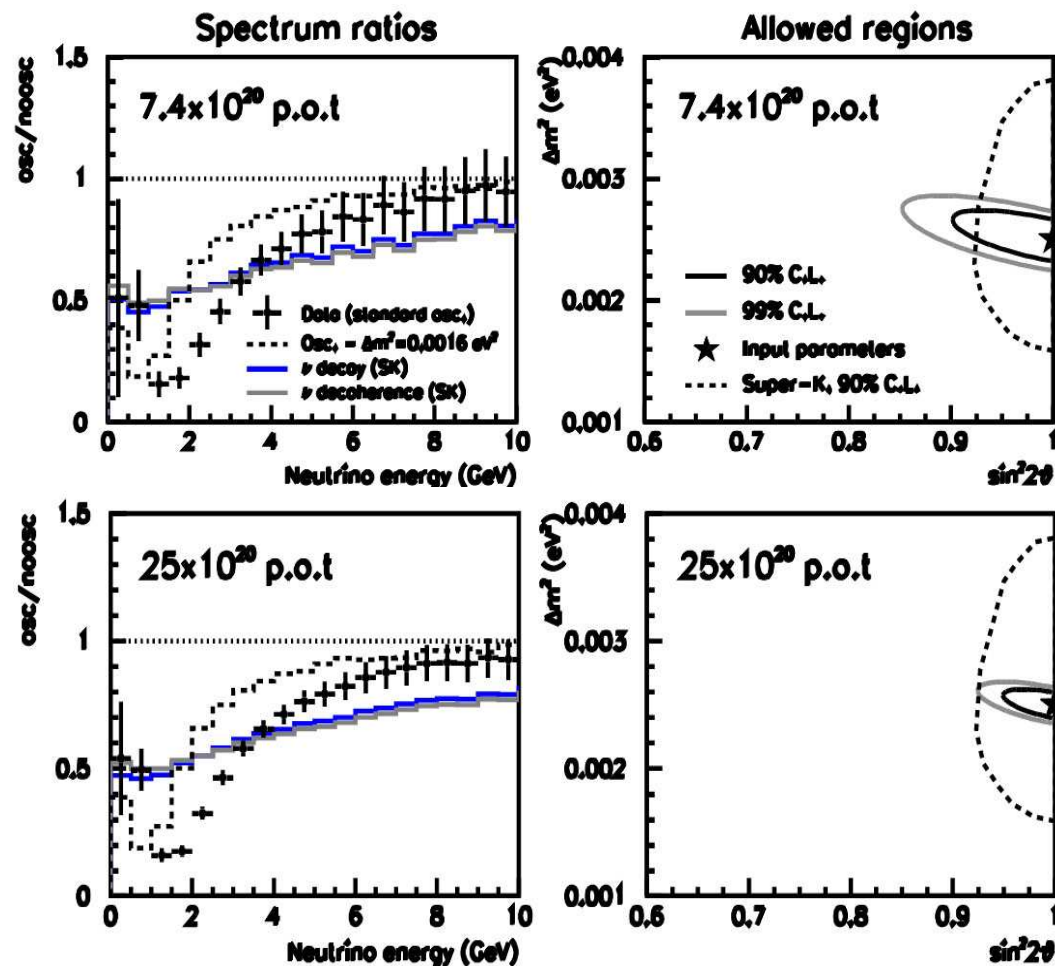 Spectrum ratios
Allowed regions
osc/noosc
1.5
1
0.5
0
7.4x10²⁰ p.o.t
Data (standard osc.)
Osc. - Δm²=0.0016 eV²
ν decay (SK)
ν decoherence (SK)
0 2 4 6 8 10
Neutrino energy (GeV)
Δm² (eV²)
0.004
0.003
0.002
0.001
7.4x10²⁰ p.o.t
90% C.L.
99% C.L.
Input parameters
Super-K, 90% C.L.
0.6 0.7 0.8 0.9 1
sin²2θ
osc/noosc
1.5
1
0.5
0
25x10²⁰ p.o.t
0 2 4 6 8 10
Neutrino energy (GeV)
Δm² (eV²)
0.004
0.003
0.002
0.001
25x10²⁰ p.o.t
0.6 0.7 0.8 0.9 1
sin²2θ